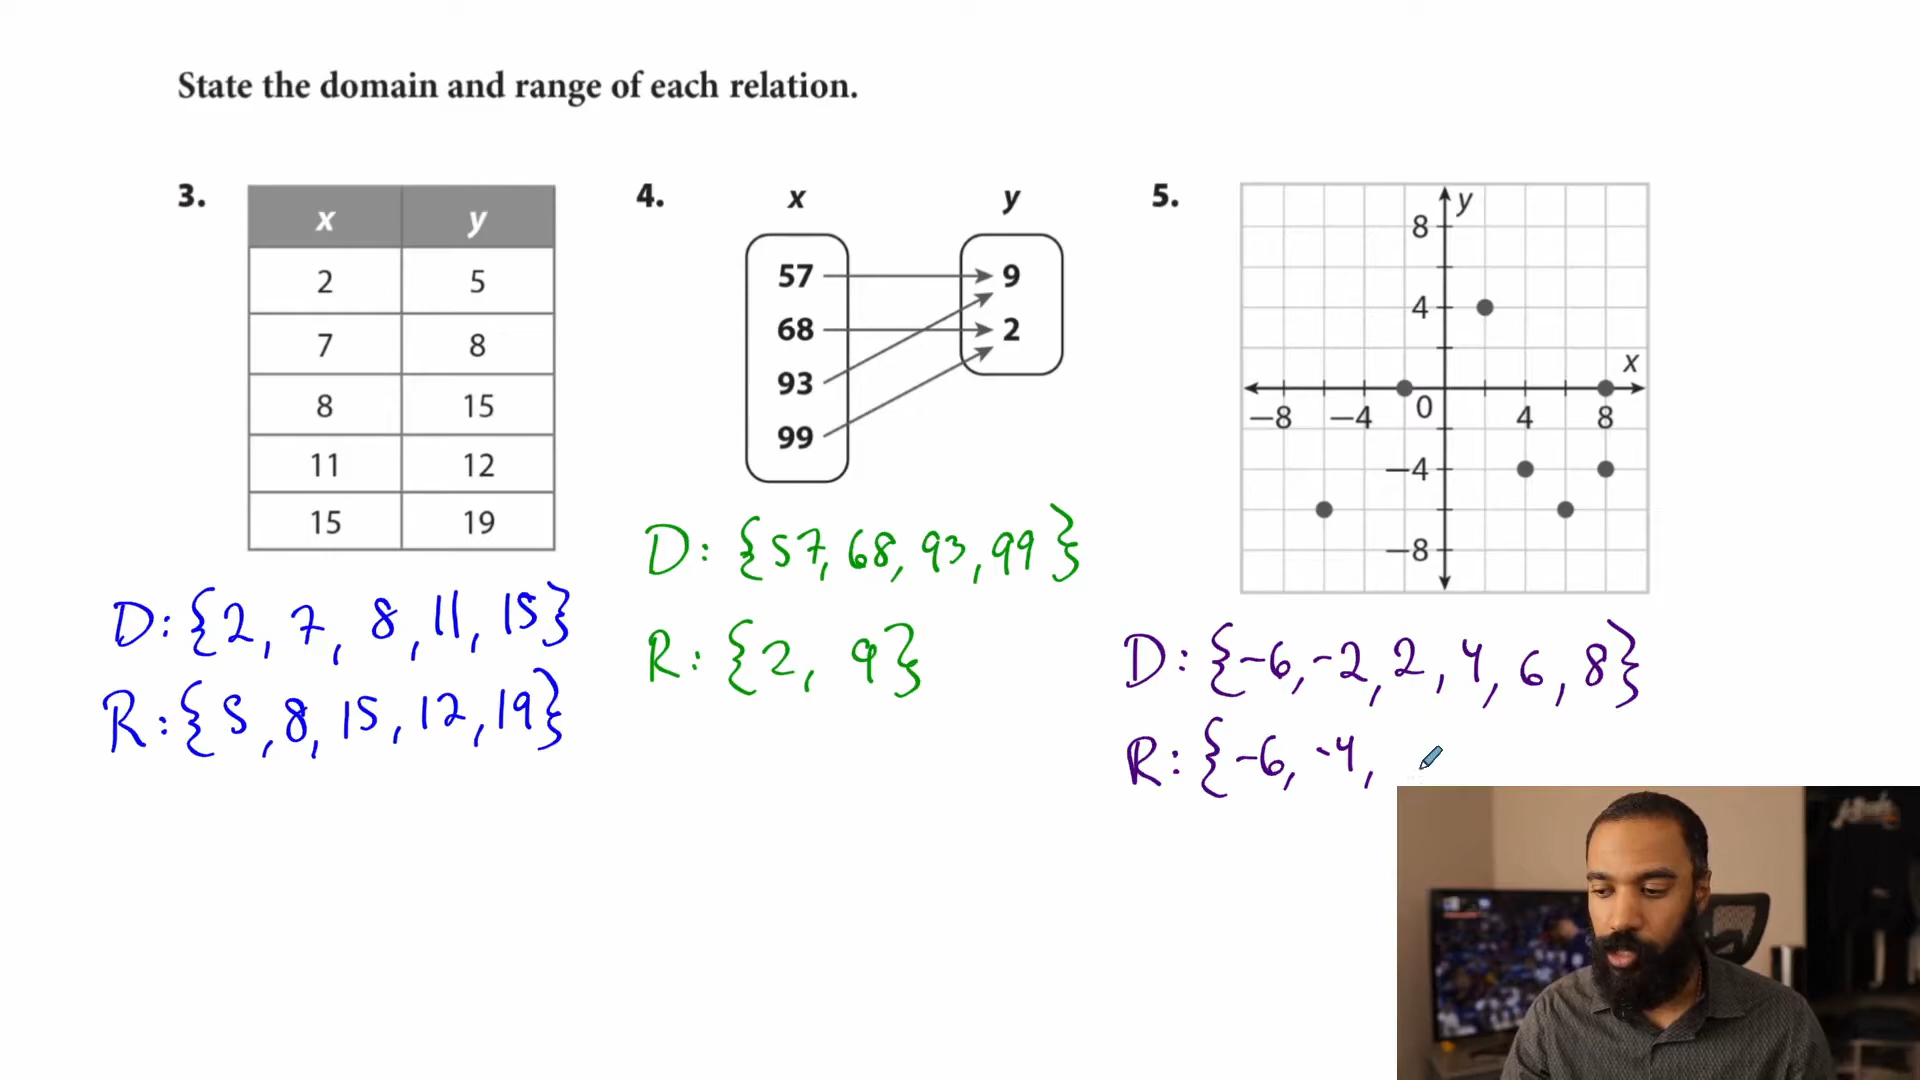 State the domain and range of each relation.
3.
x y
2 5
7 8
8 15
11 12
15 19
D: {2, 7, 8, 11, 15}
R: {5, 8, 15, 12, 19}
4.
x y
57 9
68 2
93
99
D: {57, 68, 93, 99}
R: {2, 9}
5.
y
8
4
x
−8 −4 0 4 8
−4
−8
D: {-6, -2, 2, 4, 6, 8}
R: {-6, -4,